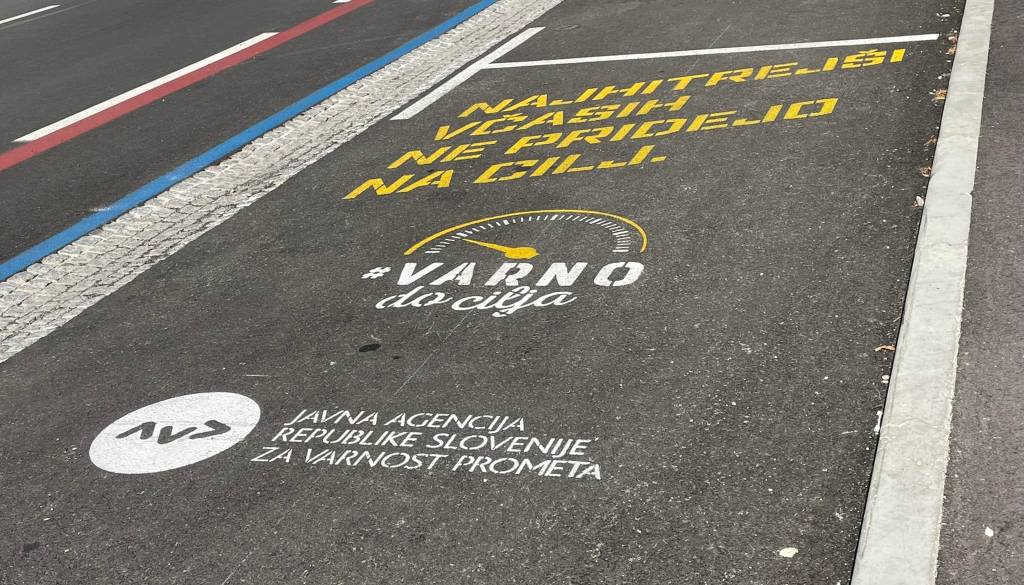 NAJHITREJŠI
VČASIH
NE PRIDEJO
NA CILJ.
#VARNO
do cilja
AVP
JAVNA AGENCIJA
REPUBLIKE SLOVENIJE
ZA VARNOST PROMETA